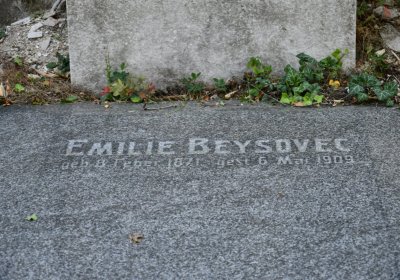 EMILIE BEYSOVEC
geb. 8. Feber 1871, gest. 6. Mai 1909.